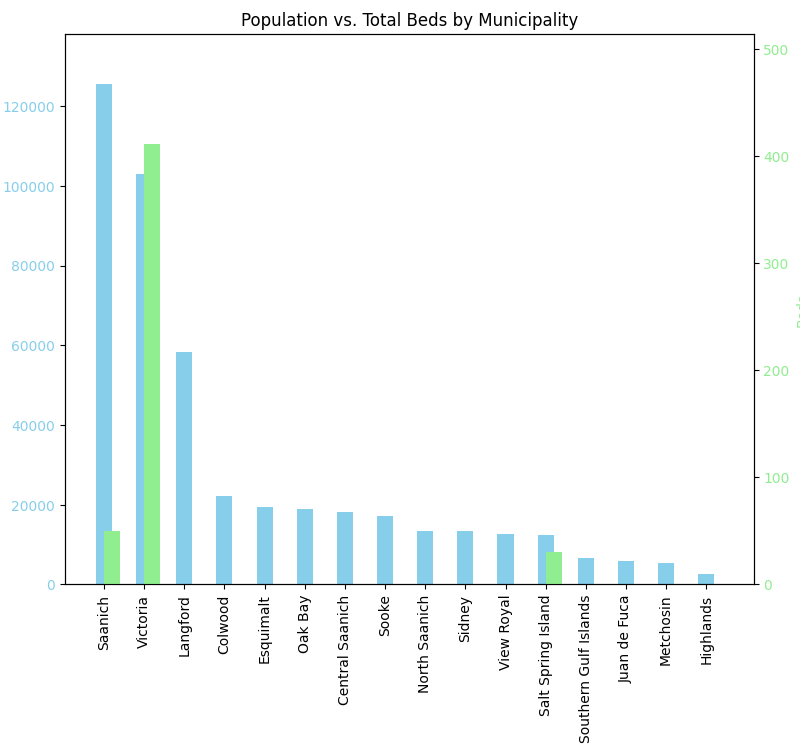 Population vs. Total Beds by Municipality
120000
100000
80000
60000
40000
20000
0
500
400
300
200
100
0
Saanich
Victoria
Langford
Colwood
Esquimalt
Oak Bay
Central Saanich
Sooke
North Saanich
Sidney
View Royal
Salt Spring Island
Southern Gulf Islands
Juan de Fuca
Metchosin
Highlands